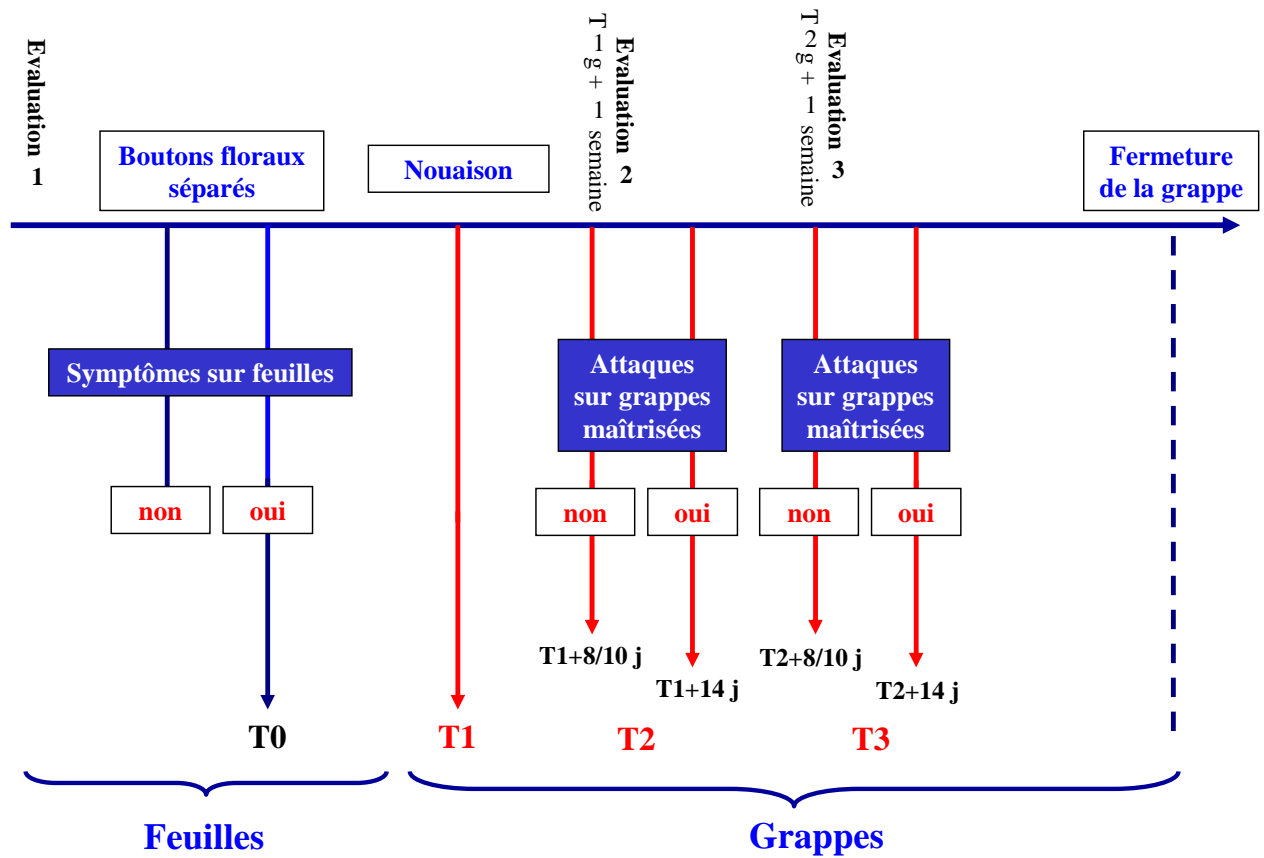 Evaluation 1
Boutons floraux
séparés
Nouaison
T1g + 1 semaine
Evaluation 2
T2g + 1 semaine
Evaluation 3
Fermeture
de la grappe
Symptômes sur feuilles
Attaques
sur grappes
maîtrisées
Attaques
sur grappes
maîtrisées
non
oui
non
oui
non
oui
T1+8/10 j
T1+14 j
T2+8/10 j
T2+14 j
T0
T1
T2
T3
Feuilles
Grappes